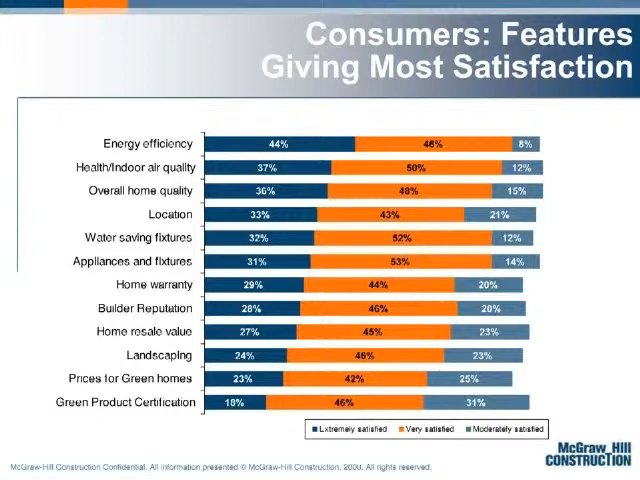 Consumers: Features
Giving Most Satisfaction
Energy efficiency 44% 46% 8%
Health/Indoor air quality 37% 50% 12%
Overall home quality 36% 48% 15%
Location 33% 43% 21%
Water saving fixtures 32% 52% 12%
Appliances and fixtures 31% 53% 14%
Home warranty 29% 44% 20%
Builder Reputation 28% 46% 20%
Home resale value 27% 45% 23%
Landscaping 24% 46% 23%
Prices for Green homes 23% 42% 25%
Green Product Certification 18% 46% 31%
Extremely satisfied Very satisfied Moderately satisfied
McGraw-Hill Construction Confidential. All information presented © McGraw-Hill Construction, All rights reserved.
McGraw_Hill
CONSTRUCTION